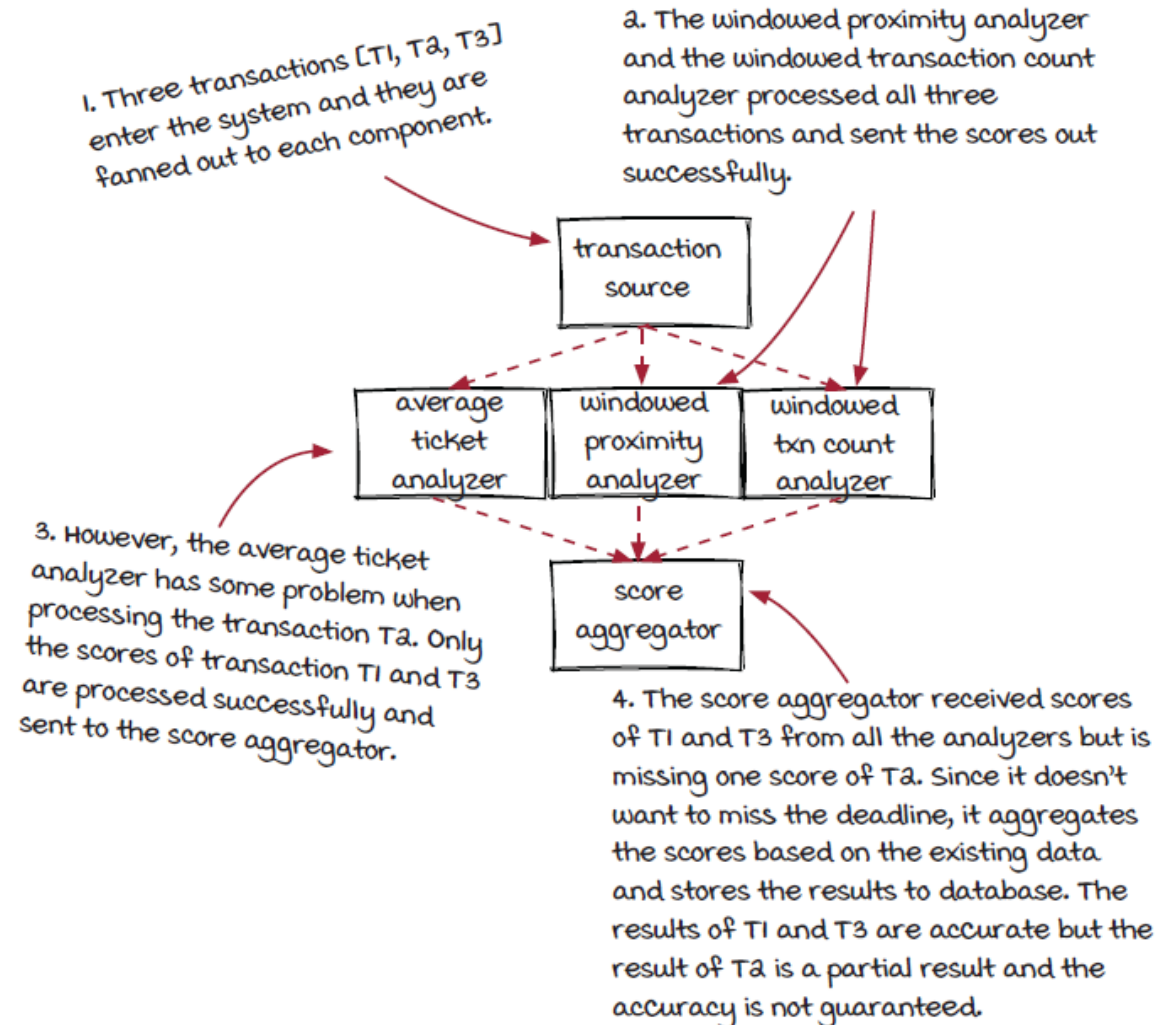 1. Three transactions [T1, T2, T3]
enter the system and they are
fanned out to each component.
2. The windowed proximity analyzer
and the windowed transaction count
analyzer processed all three
transactions and sent the scores out
successfully.
transaction
source
average
ticket
analyzer
windowed
proximity
analyzer
windowed
txn count
analyzer
3. However, the average ticket
analyzer has some problem when
processing the transaction T2. Only
the scores of transaction T1 and T3
are processed successfully and
sent to the score aggregator.
score
aggregator
4. The score aggregator received scores
of T1 and T3 from all the analyzers but is
missing one score of T2. Since it doesn't
want to miss the deadline, it aggregates
the scores based on the existing data
and stores the results to database. The
results of T1 and T3 are accurate but the
result of T2 is a partial result and the
accuracy is not guaranteed.